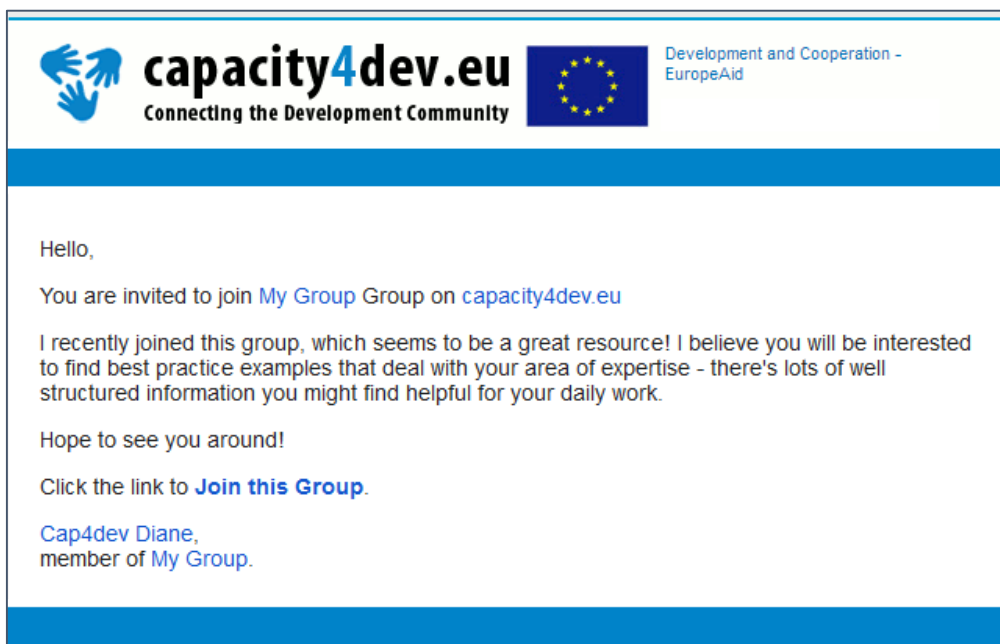 capacity4dev.eu
Connecting the Development Community
Development and Cooperation -
EuropeAid
Hello,
You are invited to join My Group Group on capacity4dev.eu
I recently joined this group, which seems to be a great resource! I believe you will be interested
to find best practice examples that deal with your area of expertise - there's lots of well
structured information you might find helpful for your daily work.
Hope to see you around!
Click the link to Join this Group.
Cap4dev Diane,
member of My Group.